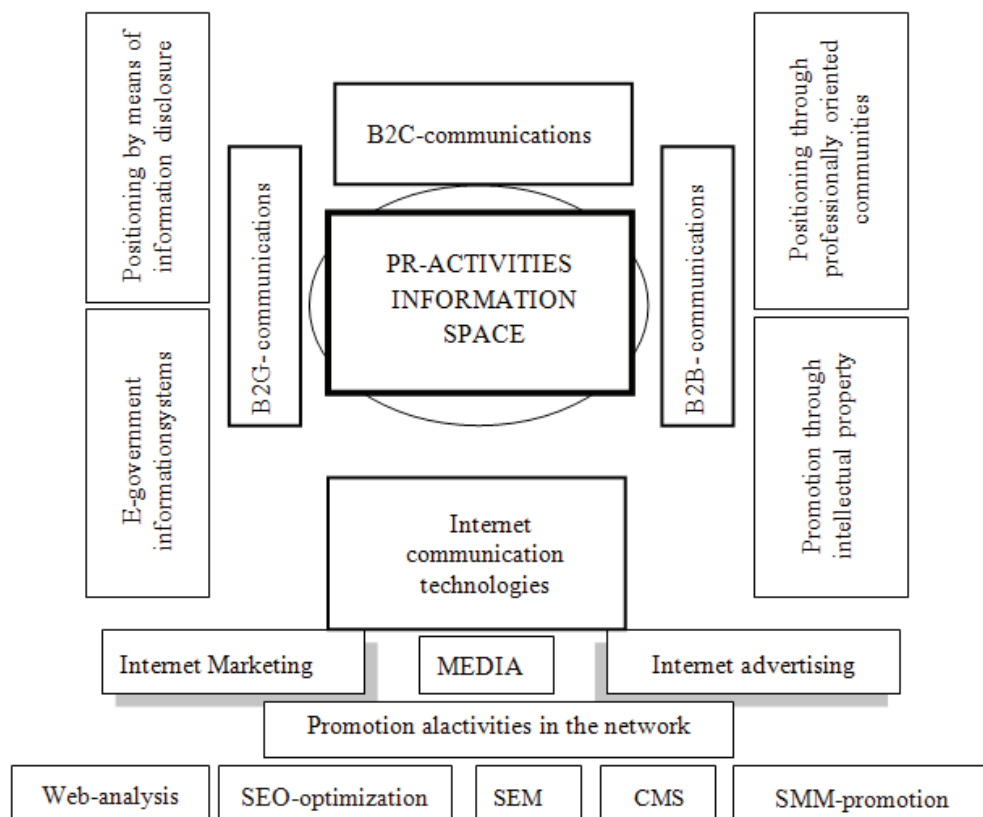 Positioning by means of
information disclosure
B2C-communications
Positioning through
professionally oriented
communities
B2G- communications
PR-ACTIVITIES
INFORMATION
SPACE
B2B- communications
E-government
informationsystems
Promotion through
intellectual property
Internet
communication
technologies
Internet Marketing
MEDIA
Internet advertising
Promotion alactivities in the network
Web-analysis
SEO-optimization
SEM
CMS
SMM-promotion